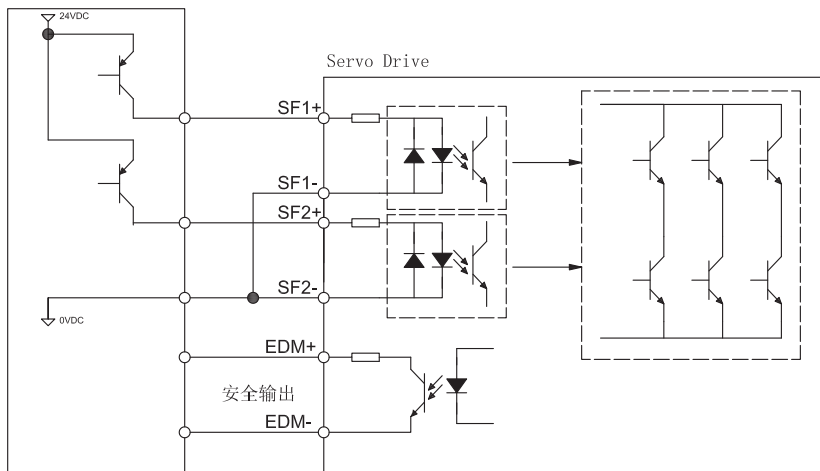 24VDC
Servo Drive
SF1+
SF1-
SF2+
SF2-
0VDC
EDM+
安全输出
EDM-